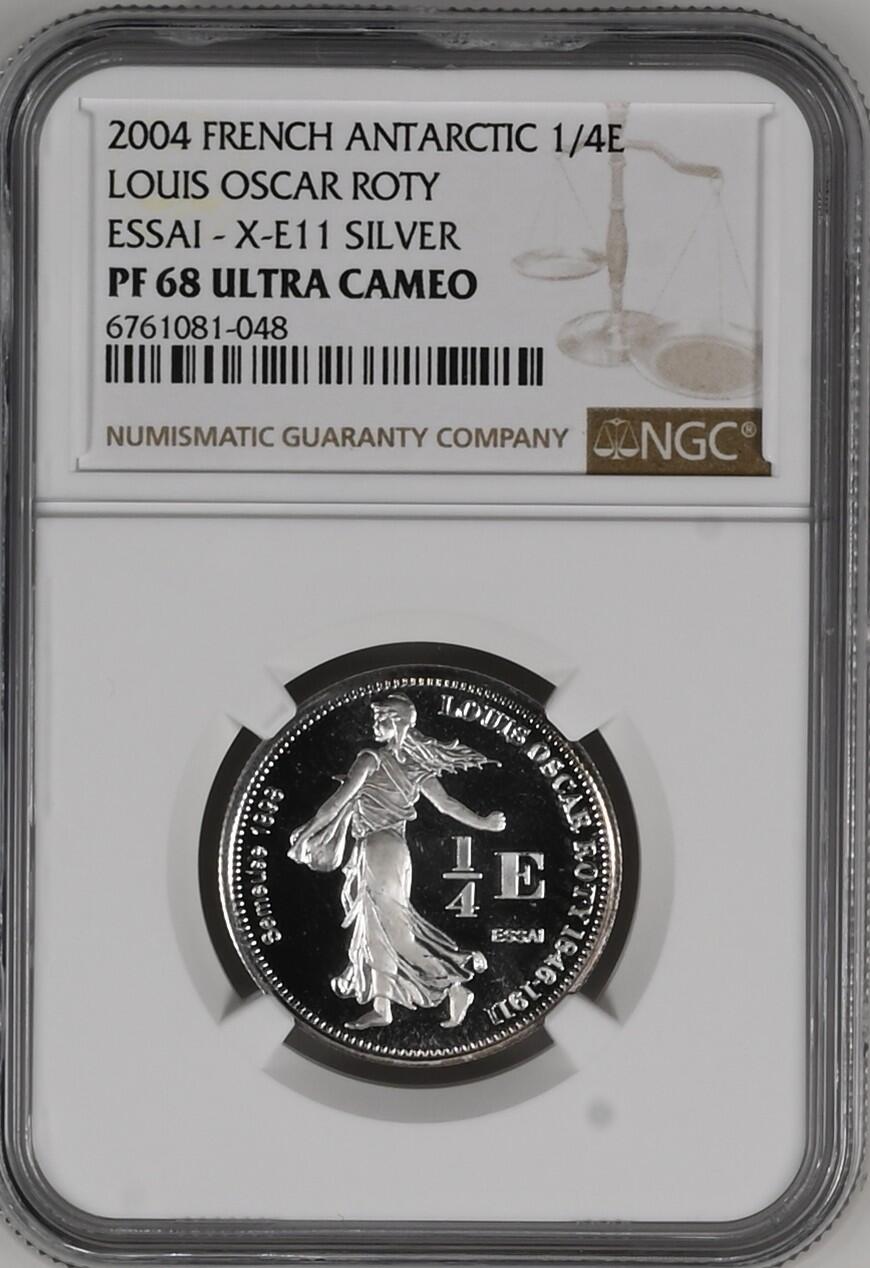 2004 FRENCH ANTARCTIC 1/4E
LOUIS OSCAR ROTY
ESSAI - X-E11 SILVER
PF 68 ULTRA CAMEO
6761081-048
NUMISMATIC GUARANTY COMPANY
NGC®
LOUIS OSCAR ROTY 1846-1911
Semeuse 1898
1/4 E
ESSAI